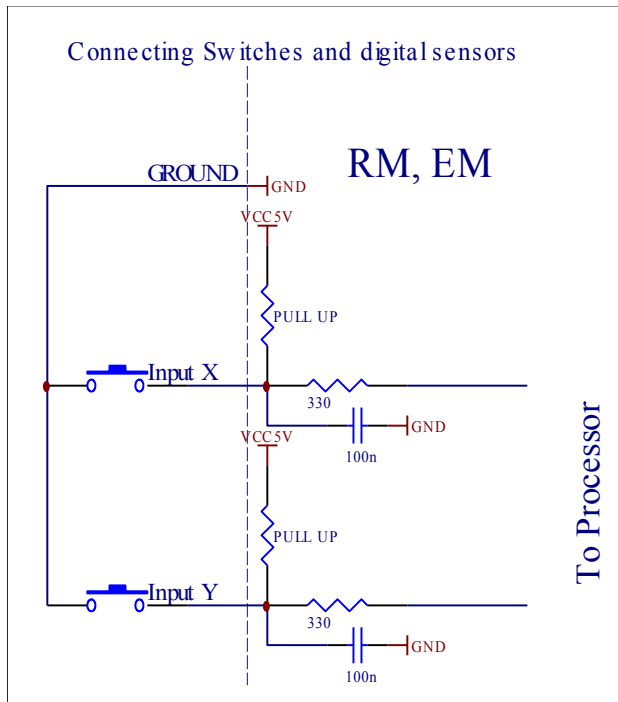 Connecting Switches and digital sensors
RM, EM
GROUND
GND
VCC5V
PULL UP
Input X
330
GND
100n
VCC5V
PULL UP
Input Y
330
GND
100n
To Processor